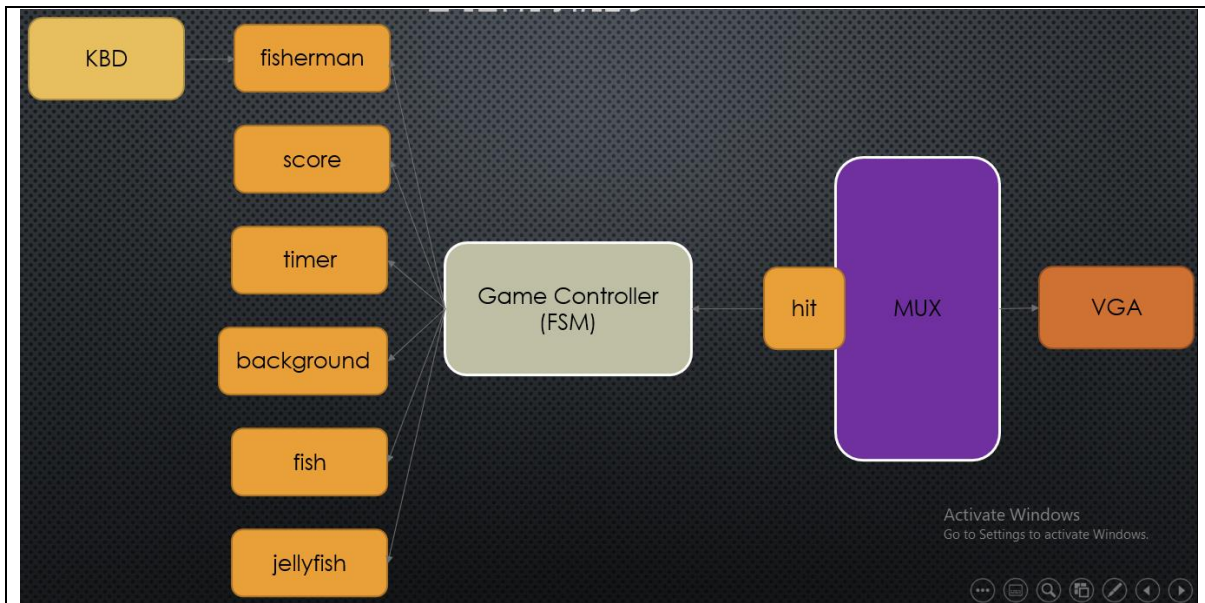 KBD
fisherman
score
timer
background
fish
jellyfish
Game Controller
(FSM)
hit
MUX
VGA
Activate Windows
Go to Settings to activate Windows.